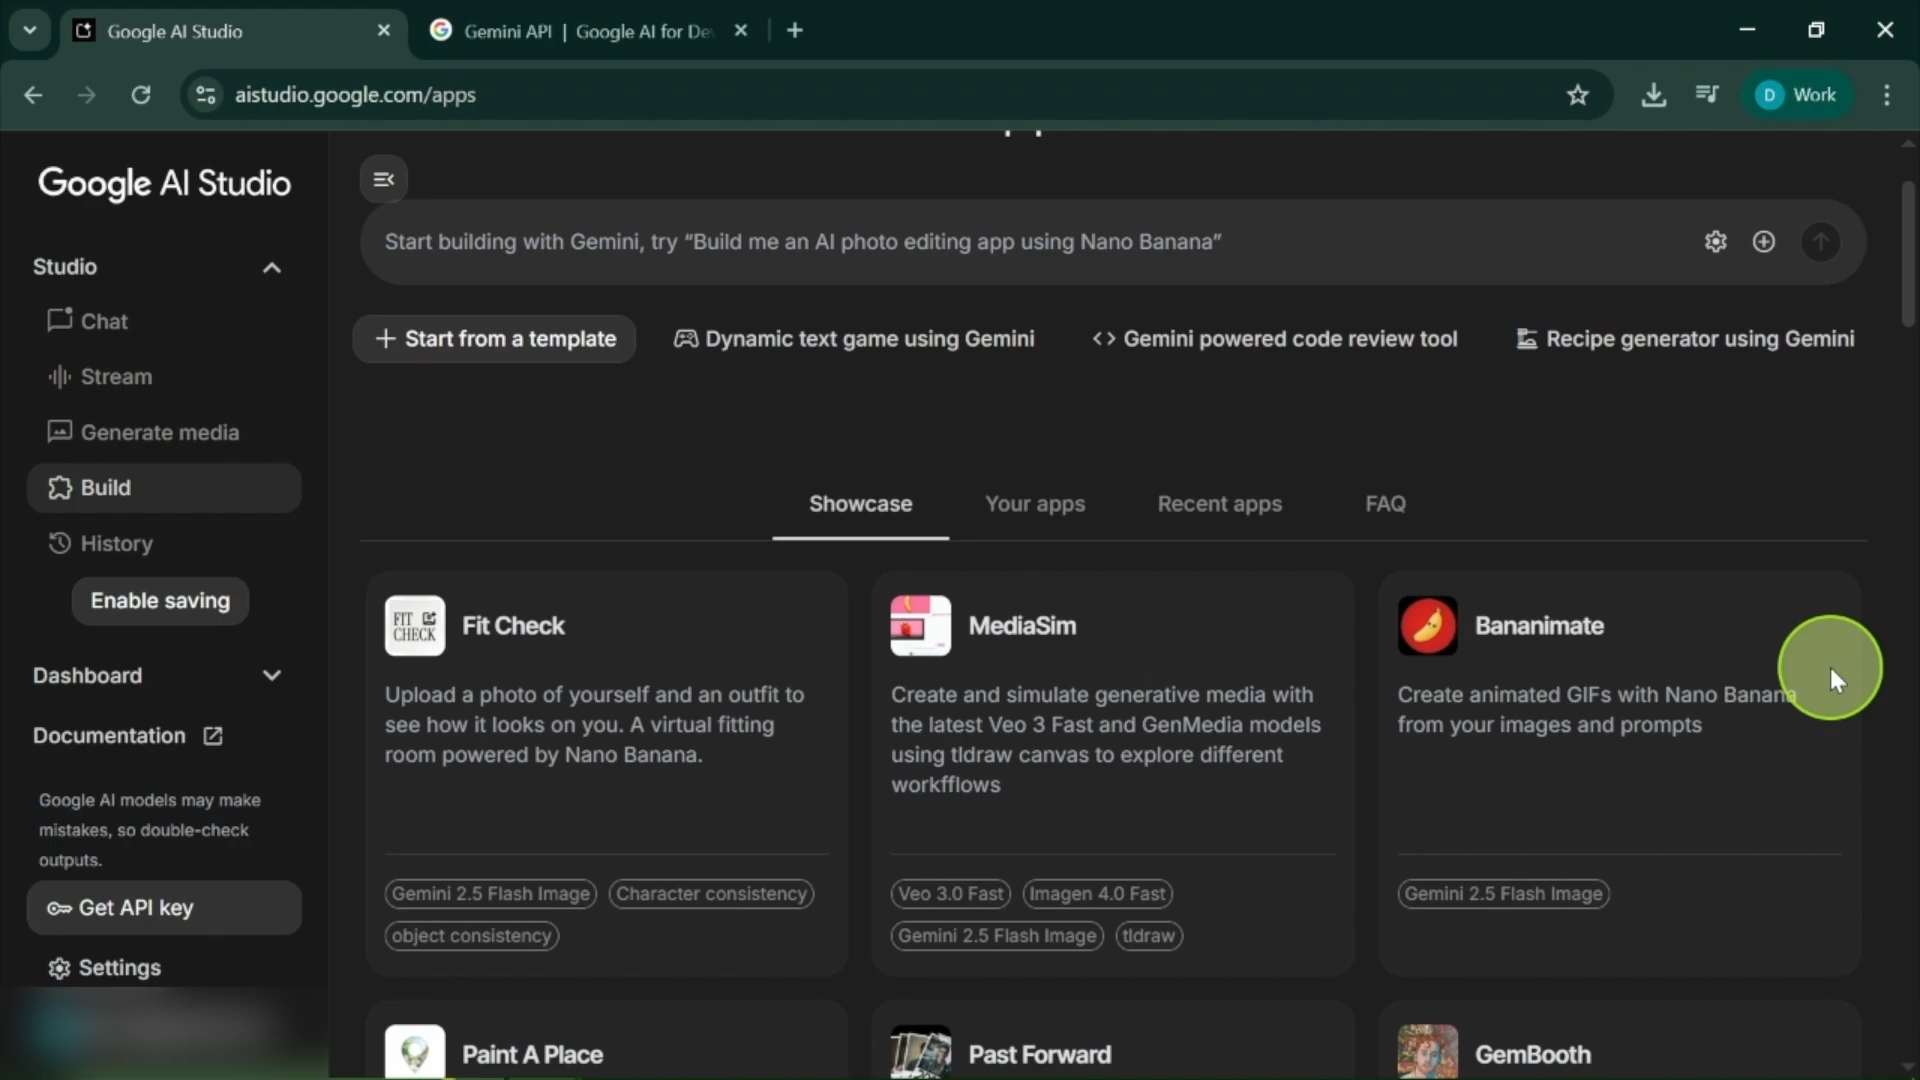 Google AI Studio
Gemini API | Google AI for De
aistudio.google.com/apps
D Work
Google AI Studio
Start building with Gemini, try “Build me an AI photo editing app using Nano Banana”
Studio
Chat
Stream
Generate media
Build
History
Enable saving
Dashboard
Documentation
Google AI models may make
mistakes, so double-check
outputs.
Get API key
Settings
Start from a template
Dynamic text game using Gemini
Gemini powered code review tool
Recipe generator using Gemini
Showcase
Your apps
Recent apps
FAQ
FIT
CHECK
Fit Check
Upload a photo of yourself and an outfit to
see how it looks on you. A virtual fitting
room powered by Nano Banana.
Gemini 2.5 Flash Image
Character consistency
object consistency
MediaSim
Create and simulate generative media with
the latest Veo 3 Fast and GenMedia models
using tldraw canvas to explore different
workfflows
Veo 3.0 Fast
Imagen 4.0 Fast
Gemini 2.5 Flash Image
tldraw
Bananimate
Create animated GIFs with Nano Banana
from your images and prompts
Gemini 2.5 Flash Image
Paint A Place
Past Forward
GemBooth